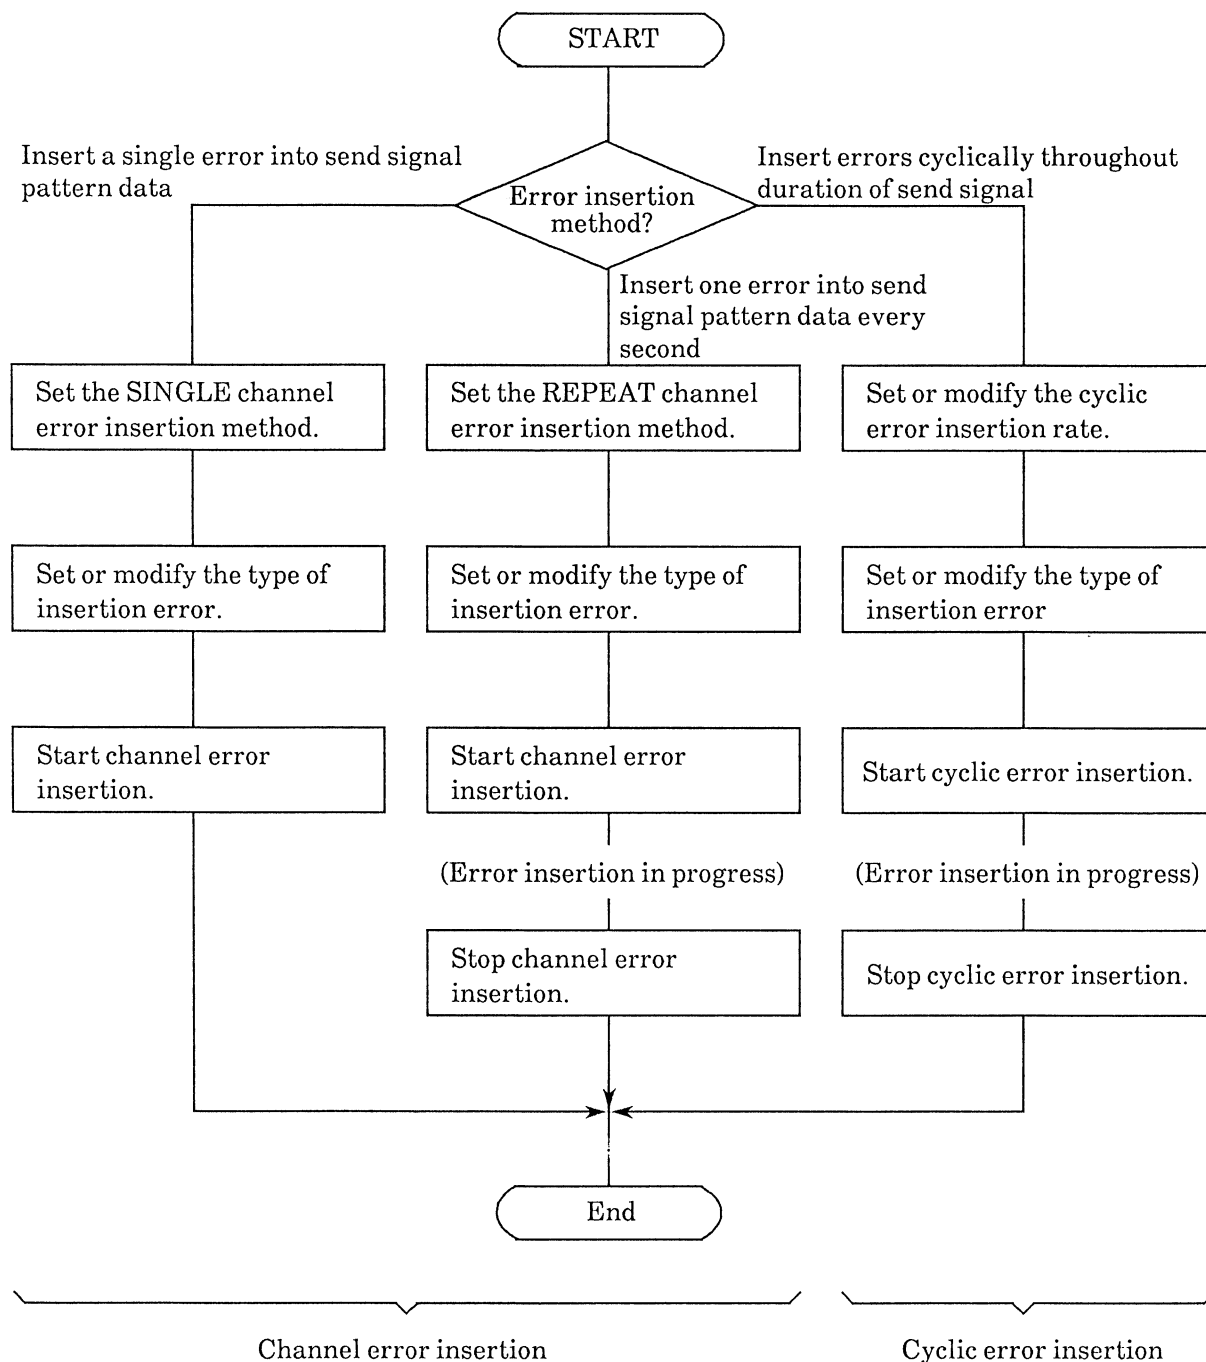 START
Insert a single error into send signal
pattern data
Error insertion
method?
Insert errors cyclically throughout
duration of send signal
Insert one error into send
signal pattern data every
second
Set the SINGLE channel
error insertion method.
Set the REPEAT channel
error insertion method.
Set or modify the cyclic
error insertion rate.
Set or modify the type of
insertion error.
Set or modify the type of
insertion error.
Set or modify the type of
insertion error
Start channel error
insertion.
Start channel error
insertion.
Start cyclic error insertion.
(Error insertion in progress)
(Error insertion in progress)
Stop channel error
insertion.
Stop cyclic error insertion.
End
Channel error insertion
Cyclic error insertion